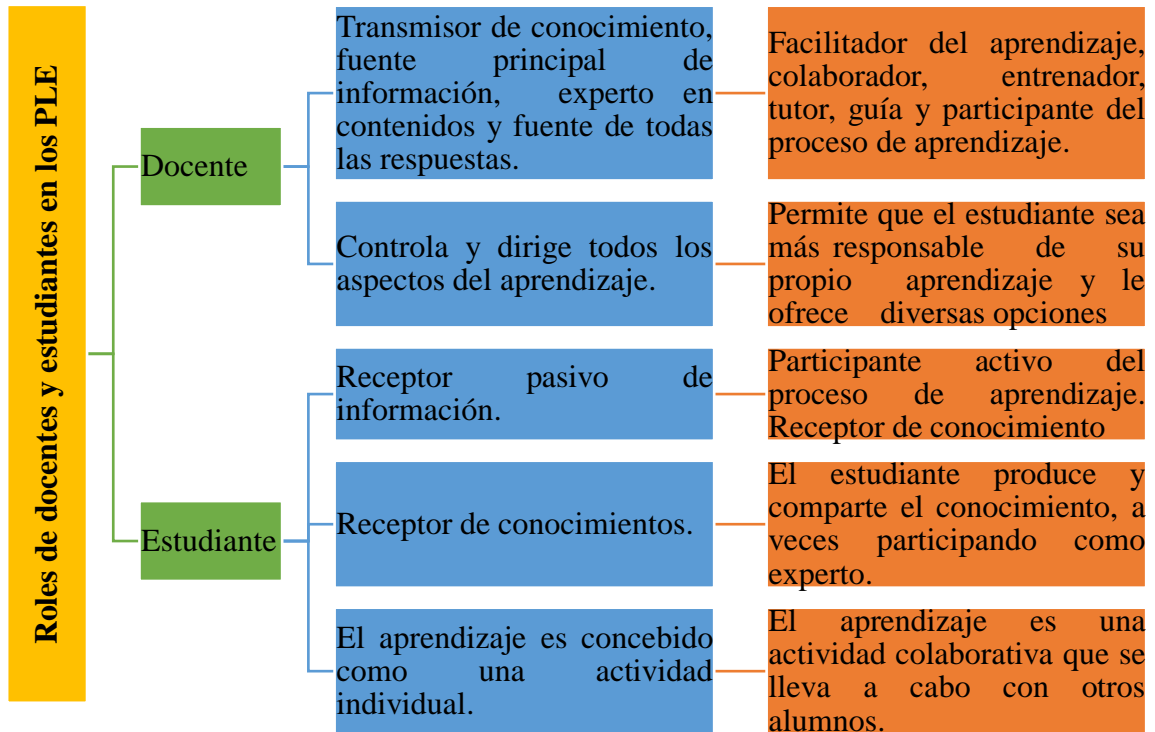 Roles de docentes y estudiantes en los PLE
Docente
Transmisor de conocimiento,
fuente principal de
información, experto en
contenidos y fuente de todas
las respuestas.
Facilitador del aprendizaje,
colaborador, entrenador,
tutor, guía y participante del
proceso de aprendizaje.
Controla y dirige todos los
aspectos del aprendizaje.
Permite que el estudiante sea
más responsable de su
propio aprendizaje y le
ofrece diversas opciones
Estudiante
Receptor pasivo de
información.
Participante activo del
proceso de aprendizaje.
Receptor de conocimiento
Receptor de conocimientos.
El estudiante produce y
comparte el conocimiento, a
veces participando como
experto.
El aprendizaje es concebido
como una actividad
individual.
El aprendizaje es una
actividad colaborativa que se
lleva a cabo con otros
alumnos.